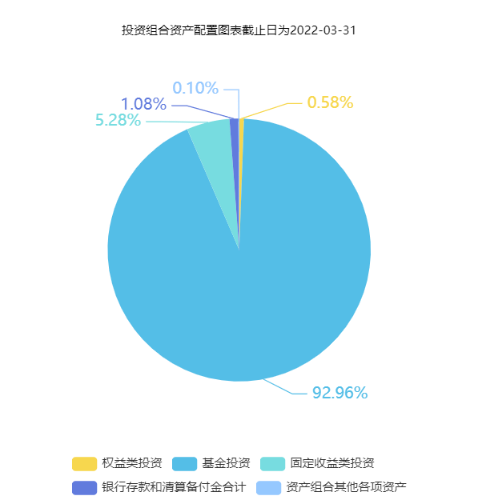 投资组合资产配置图表截止日为2022-03-31
0.10%
0.58%
1.08%
5.28%
92.96%
权益类投资 基金投资 固定收益类投资
银行存款和清算备付金合计 资产组合其他各项资产